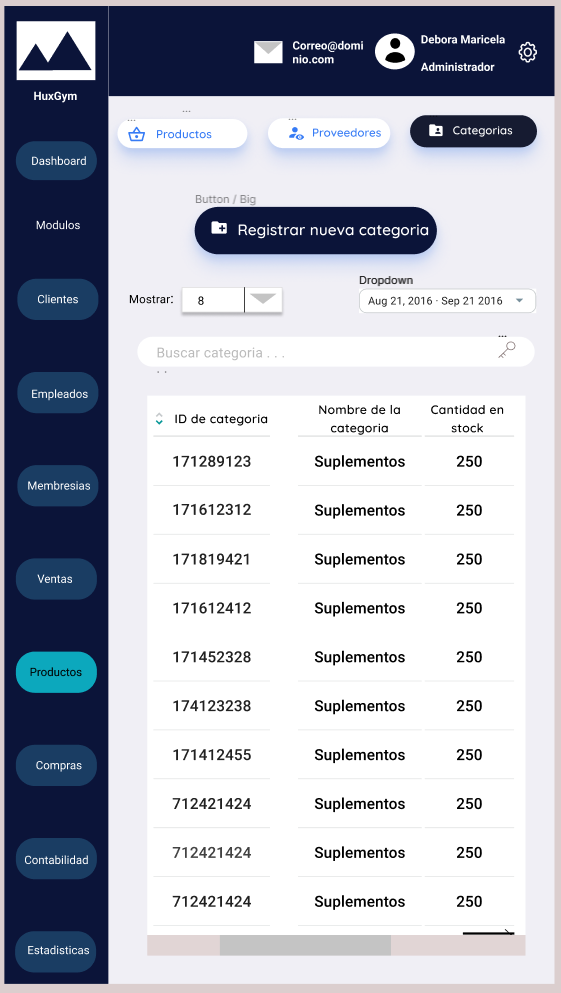 Correo@domi
nio.com
Debora Maricela
Administrador
HuxGym
Dashboard
Modulos
Clientes
Empleados
Membresias
Ventas
Productos
Compras
Contabilidad
Estadisticas
...
...
Productos
...
Proveedores
Categorias
Button / Big
Registrar nueva categoria
Mostrar:
8
Dropdown
Aug 21, 2016 - Sep 21 2016
...
Buscar categoria . . .
. .
ID de categoria
Nombre de la
categoria
Cantidad en
stock
171289123 Suplementos 250
171612312 Suplementos 250
171819421 Suplementos 250
171612412 Suplementos 250
171452328 Suplementos 250
174123238 Suplementos 250
171412455 Suplementos 250
712421424 Suplementos 250
712421424 Suplementos 250
712421424 Suplementos 250